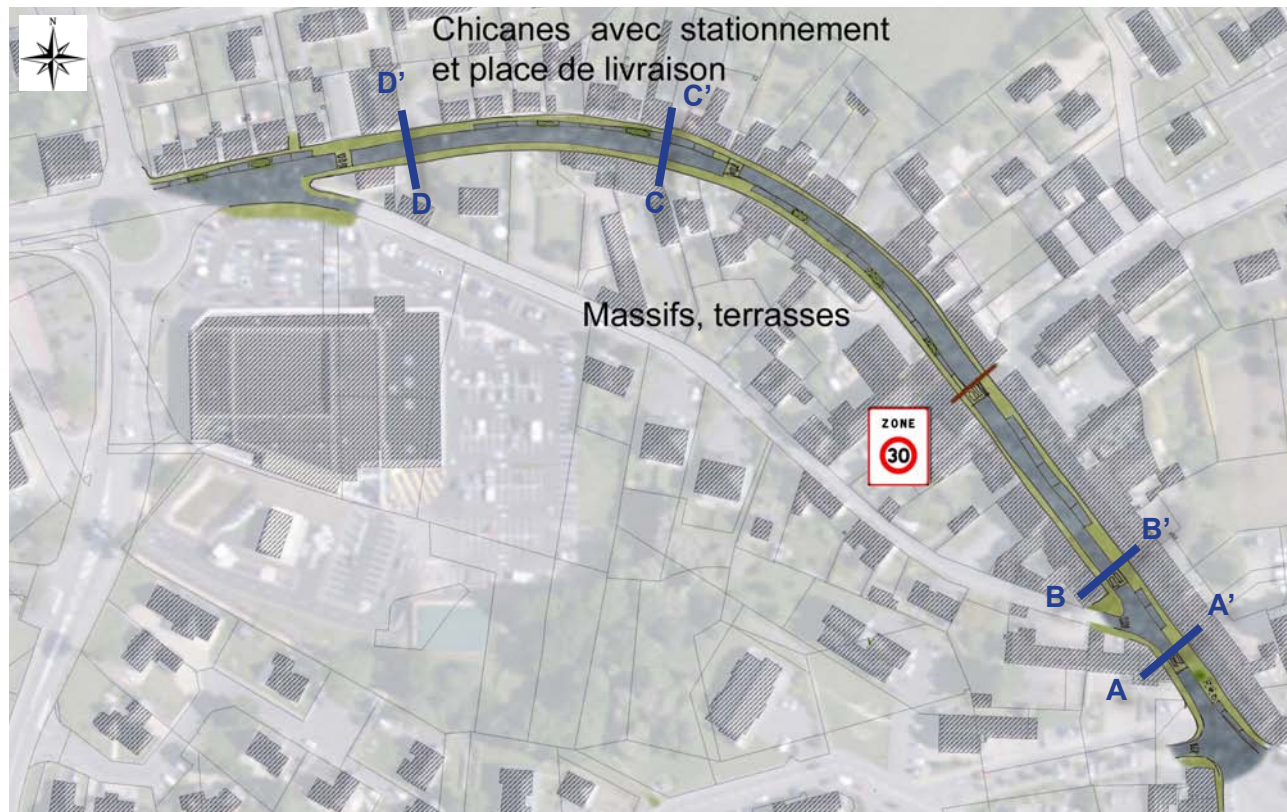 N
Chicanes avec stationnement
et place de livraison
D'
C'
D
C
Massifs, terrasses
ZONE
30
B'
B
A'
A